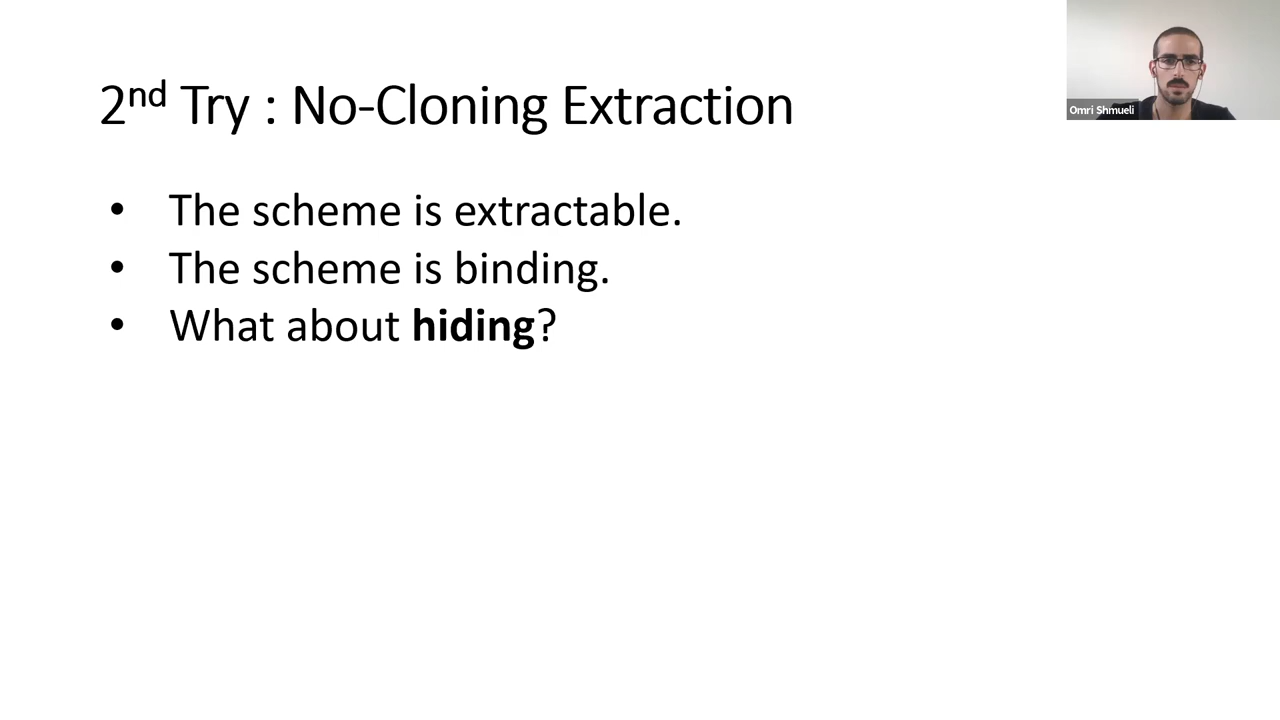 2nd Try : No-Cloning Extraction
• The scheme is extractable.
• The scheme is binding.
• What about hiding?
Omri Shmueli